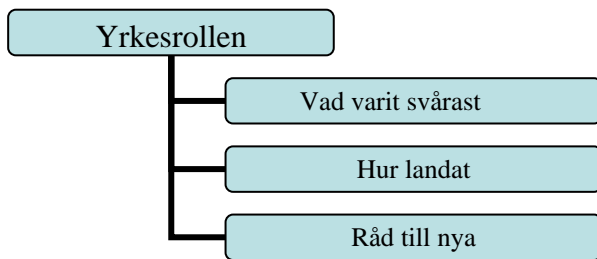 Yrkesrollen
Vad varit svårast
Hur landat
Råd till nya